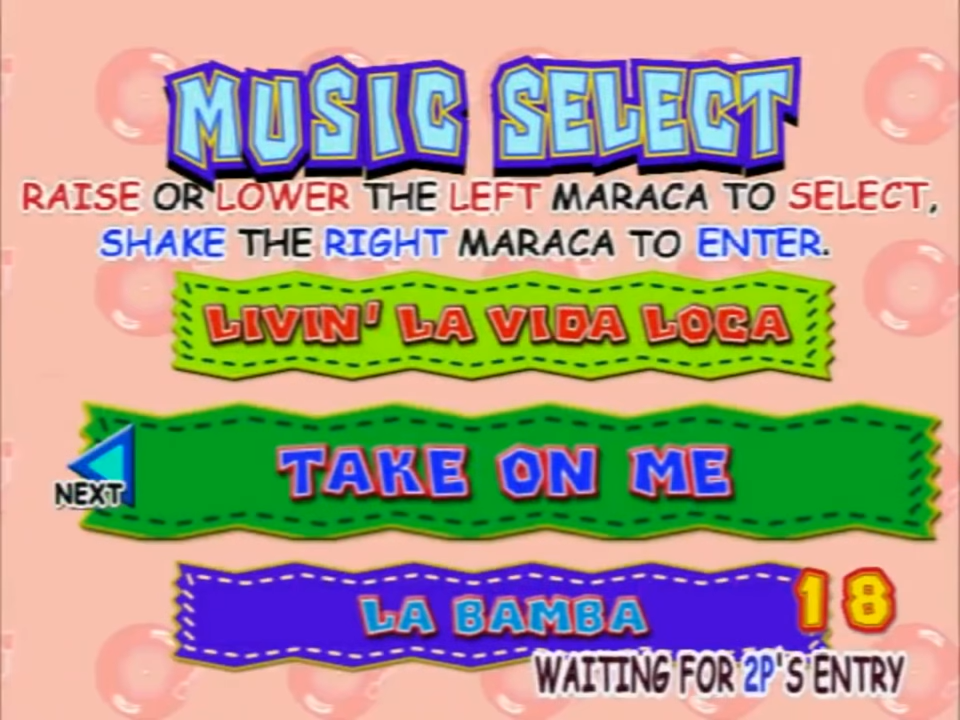 MUSIC SELECT
RAISE OR LOWER THE LEFT MARACA TO SELECT,
SHAKE THE RIGHT MARACA TO ENTER.
LIVIN' LA VIDA LOCA
TAKE ON ME
NEXT
LA BAMBA
18
WAITING FOR 2P'S ENTRY